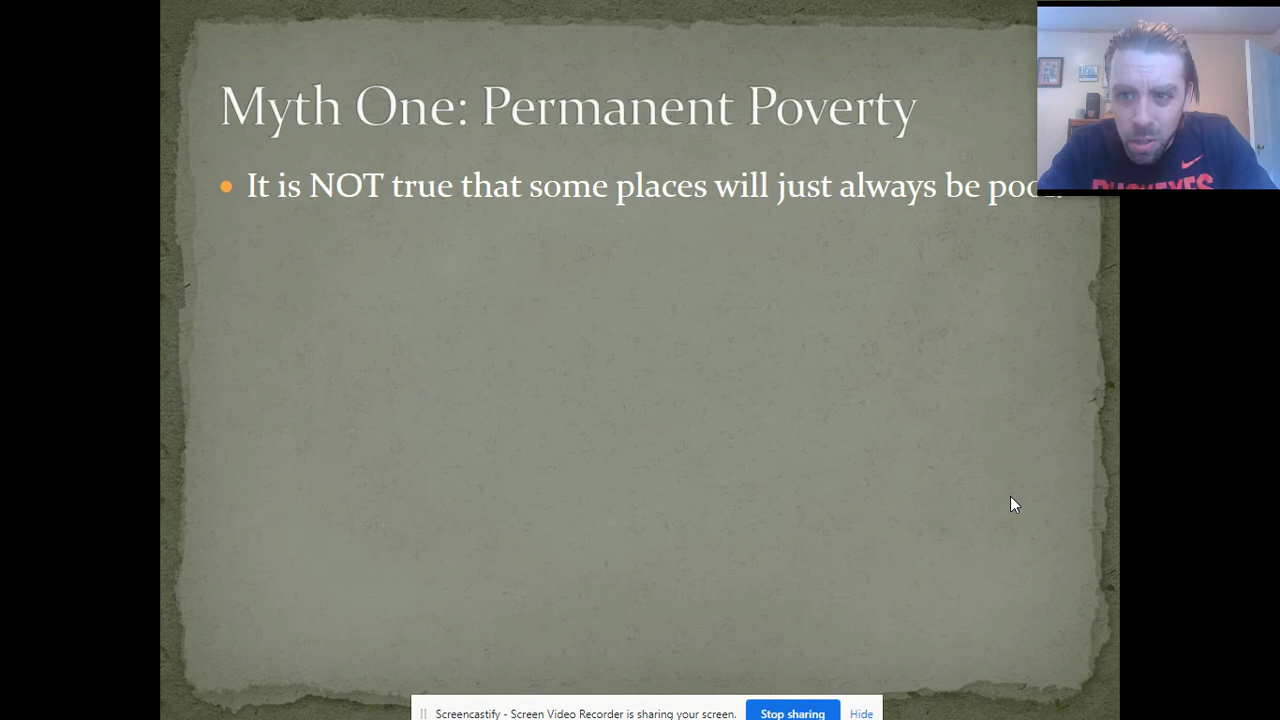 Myth One: Permanent Poverty
It is NOT true that some places will just always be
Screencastify - Screen Video Recorder is sharing your screen.
Stop sharing
Hide